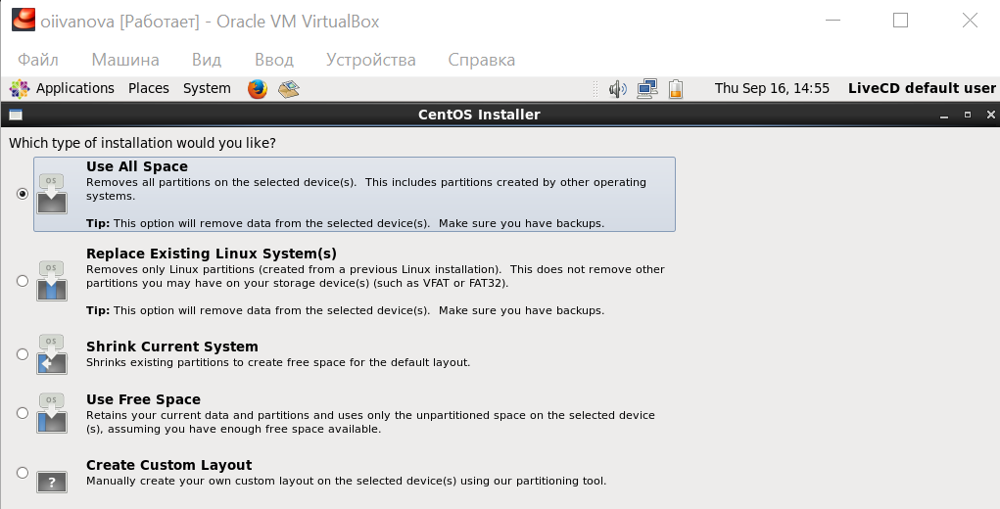 oiivanova [Работает] - Oracle VM VirtualBox
Файл Машина Вид Ввод Устройства Справка
Applications Places System Thu Sep 16, 14:55 LiveCD default user
CentOS Installer
Which type of installation would you like?
Use All Space
Removes all partitions on the selected device(s). This includes partitions created by other operating
systems.
Tip: This option will remove data from the selected device(s). Make sure you have backups.
Replace Existing Linux System(s)
Removes only Linux partitions (created from a previous Linux installation). This does not remove other
partitions you may have on your storage device(s) (such as VFAT or FAT32).
Tip: This option will remove data from the selected device(s). Make sure you have backups.
Shrink Current System
Shrinks existing partitions to create free space for the default layout.
Use Free Space
Retains your current data and partitions and uses only the unpartitioned space on the selected device
(s), assuming you have enough free space available.
Create Custom Layout
Manually create your own custom layout on the selected device(s) using our partitioning tool.
OS
OS
OS
OS
?